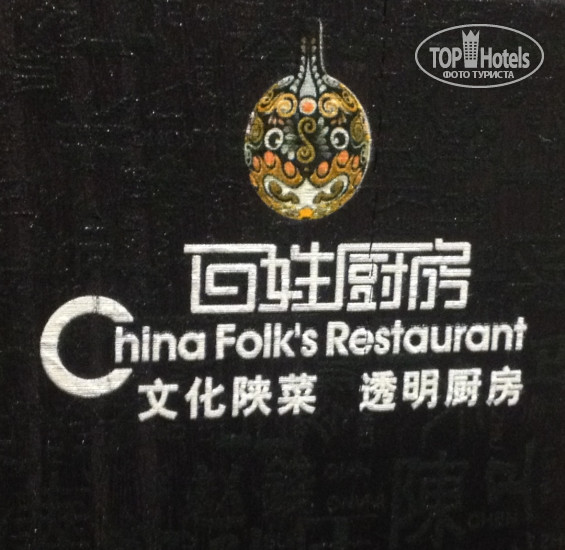 TOP Hotels
ФОТО ТУРИСТА
百姓厨房
China Folk's Restaurant
文化陕菜 透明厨房
陳